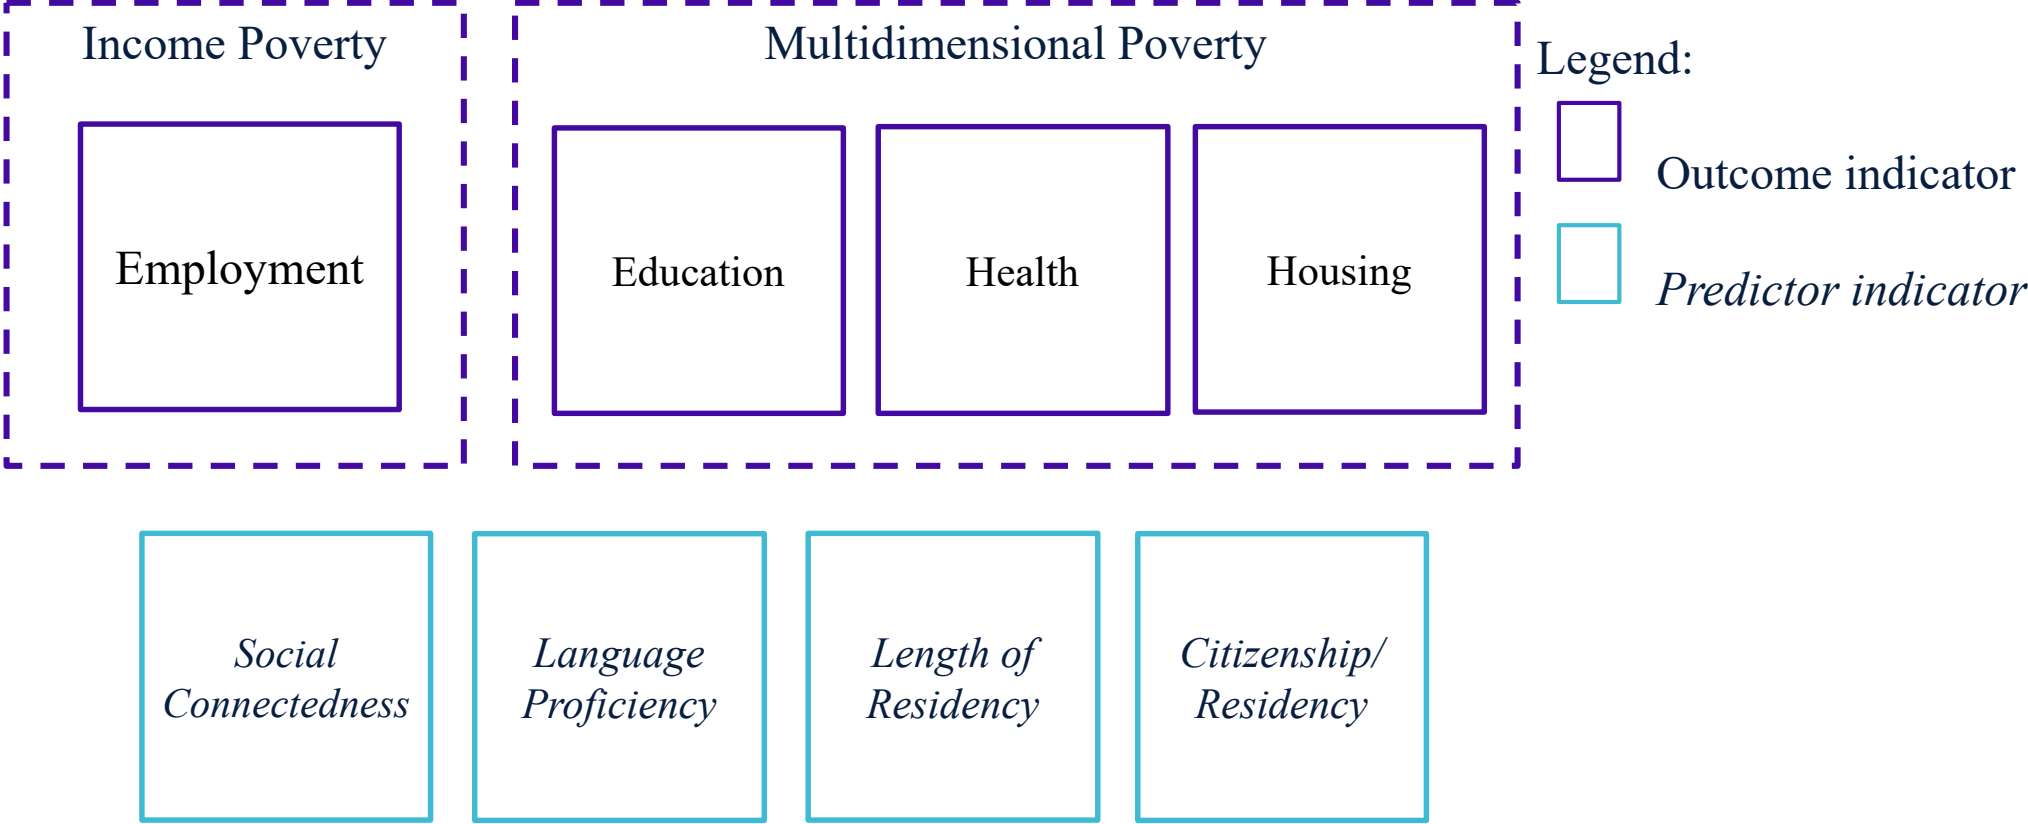 Income Poverty
Multidimensional Poverty
Legend:
Outcome indicator
Predictor indicator
Employment
Education
Health
Housing
Social
Connectedness
Language
Proficiency
Length of
Residency
Citizenship/
Residency